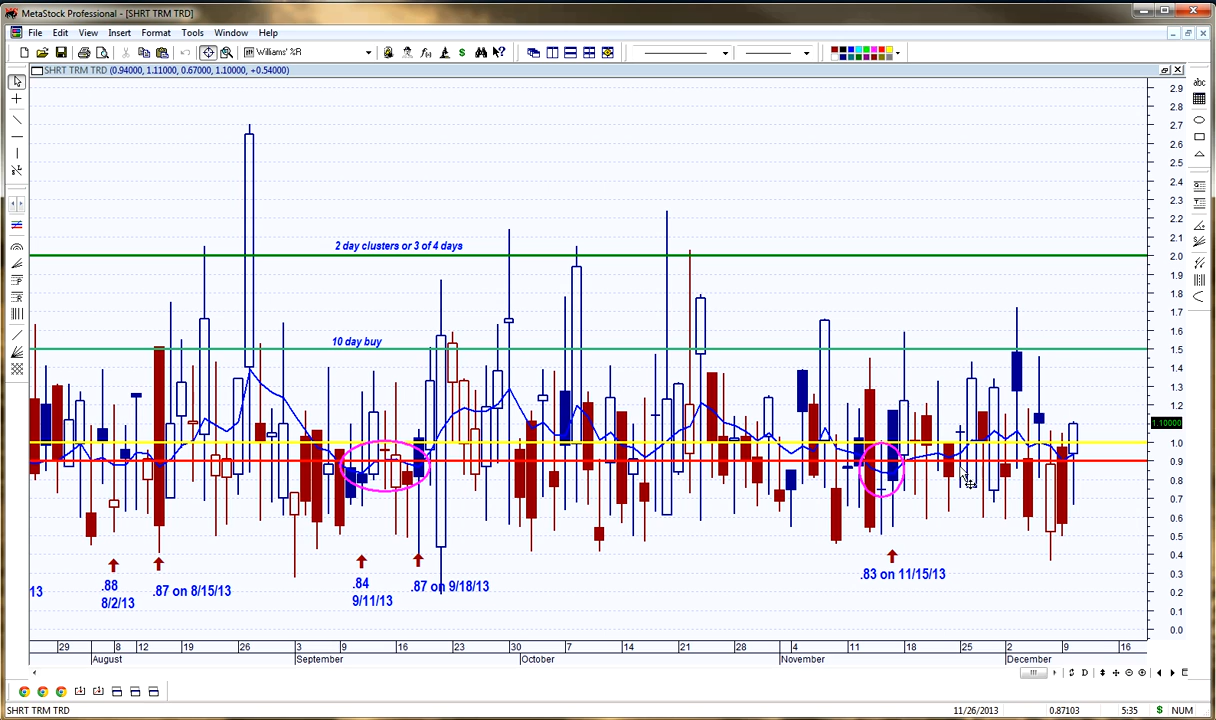 MetaStock Professional - [SHRT TRM TRD]
File Edit View Insert Format Tools Window Help
Williams' %R
SHRT TRM TRD (0.94000, 1.11000, 0.67000, 1.10000, +0.54000)
abc
2.9
2.8
2.7
2.6
2.5
2.4
2.3
2.2
2.1
2 day clusters or 3 of 4 days
2.0
1.9
1.8
1.7
1.6
10 day buy
1.5
1.4
1.3
1.2
1.10000
1.0
0.9
0.8
0.7
0.6
0.5
0.4
0.3
0.2
0.1
0.0
13
.88
8/2/13
.87 on 8/15/13
.84
9/11/13
.87 on 9/18/13
.83 on 11/15/13
29 8 12 19 26 3 9 16 23 30 7 14 21 28 4 11 18 25 2 9 16
August September October November December
D E
SHRT TRM TRD 11/26/2013 0.87103 5:35 $ NUM